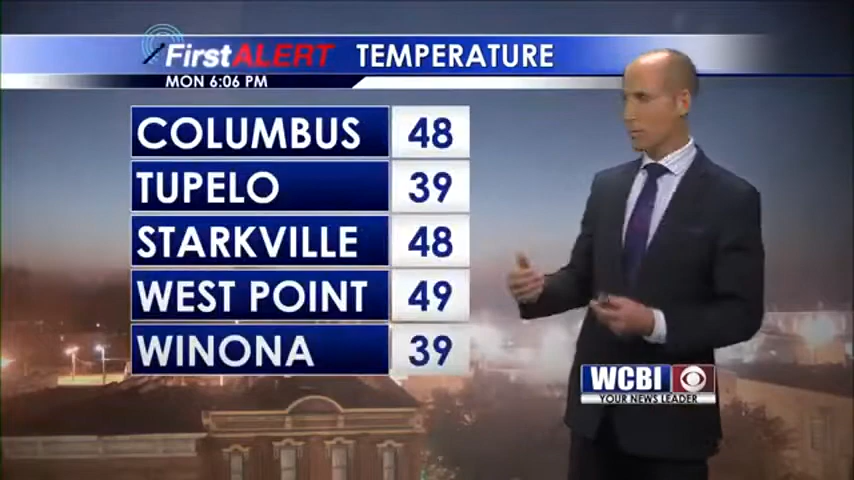 FirstALERT TEMPERATURE
MON 6:06 PM
COLUMBUS 48
TUPELO 39
STARKVILLE 48
WEST POINT 49
WINONA 39
WCBI
YOUR NEWS LEADER